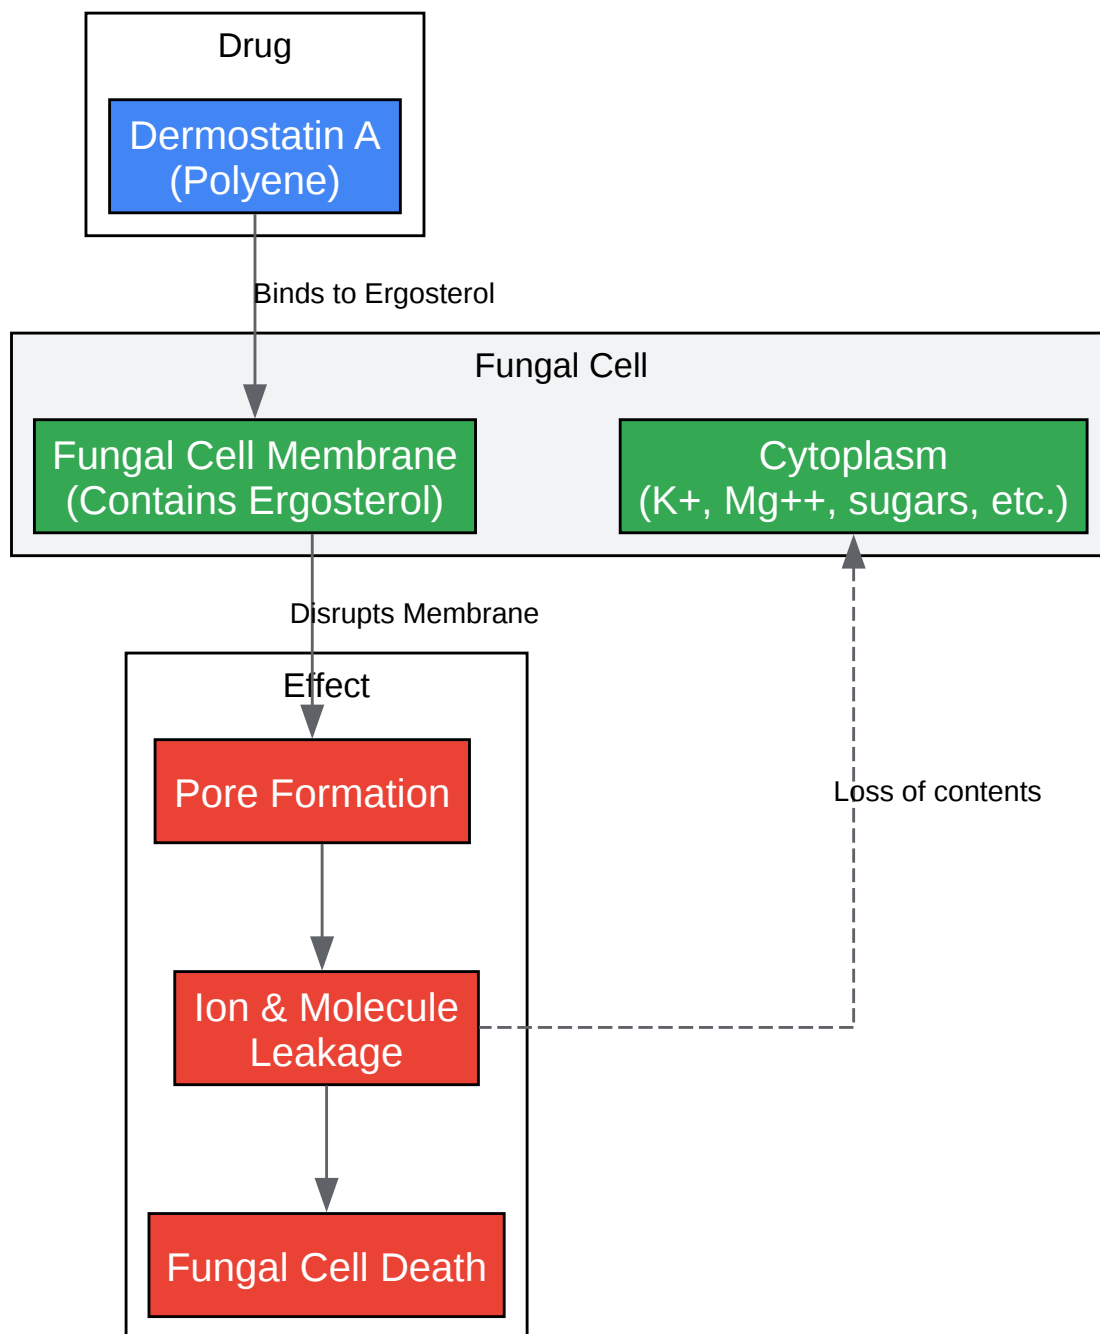 Drug
Dermostatin A
(Polyene)
Binds to Ergosterol
Fungal Cell
Fungal Cell Membrane
(Contains Ergosterol)
Cytoplasm
(K+, Mg++, sugars, etc.)
Disrupts Membrane
Effect
Pore Formation
Loss of contents
Ion & Molecule
Leakage
Fungal Cell Death